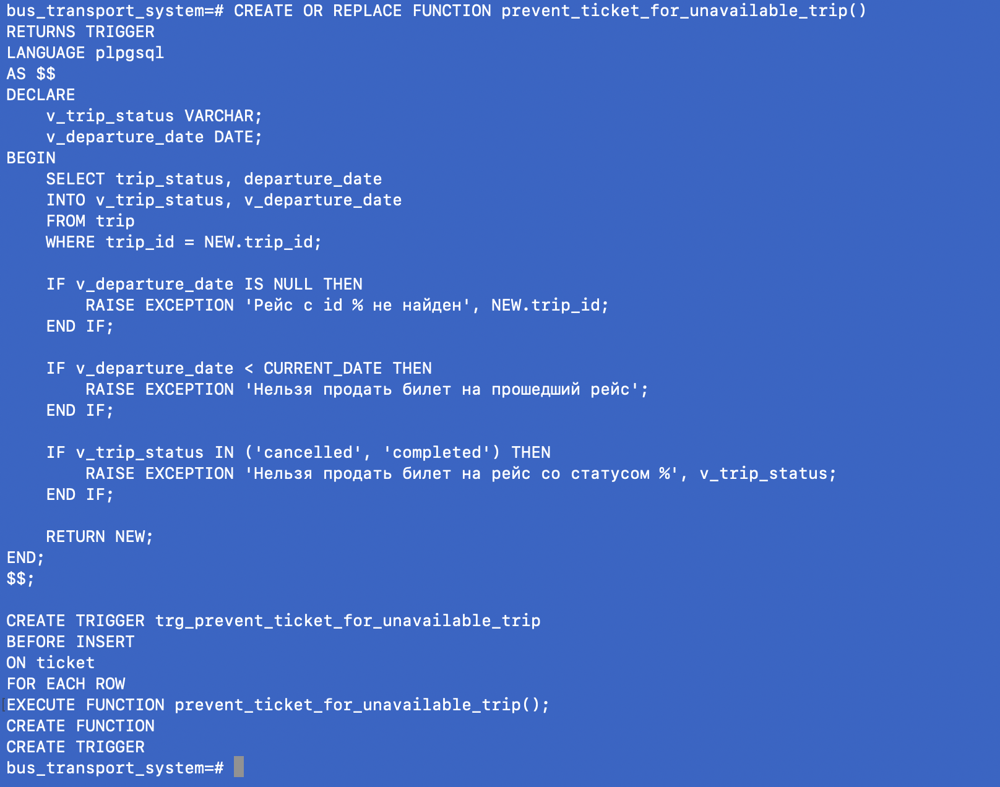 bus_transport_system=# CREATE OR REPLACE FUNCTION prevent_ticket_for_unavailable_trip()
RETURNS TRIGGER
LANGUAGE plpgsql
AS $$
DECLARE
    v_trip_status VARCHAR;
    v_departure_date DATE;
BEGIN
    SELECT trip_status, departure_date
    INTO v_trip_status, v_departure_date
    FROM trip
    WHERE trip_id = NEW.trip_id;

    IF v_departure_date IS NULL THEN
        RAISE EXCEPTION 'Рейс с id % не найден', NEW.trip_id;
    END IF;

    IF v_departure_date < CURRENT_DATE THEN
        RAISE EXCEPTION 'Нельзя продать билет на прошедший рейс';
    END IF;

    IF v_trip_status IN ('cancelled', 'completed') THEN
        RAISE EXCEPTION 'Нельзя продать билет на рейс со статусом %', v_trip_status;
    END IF;

    RETURN NEW;
END;
$$;

CREATE TRIGGER trg_prevent_ticket_for_unavailable_trip
BEFORE INSERT
ON ticket
FOR EACH ROW
EXECUTE FUNCTION prevent_ticket_for_unavailable_trip();
CREATE FUNCTION
CREATE TRIGGER
bus_transport_system=#